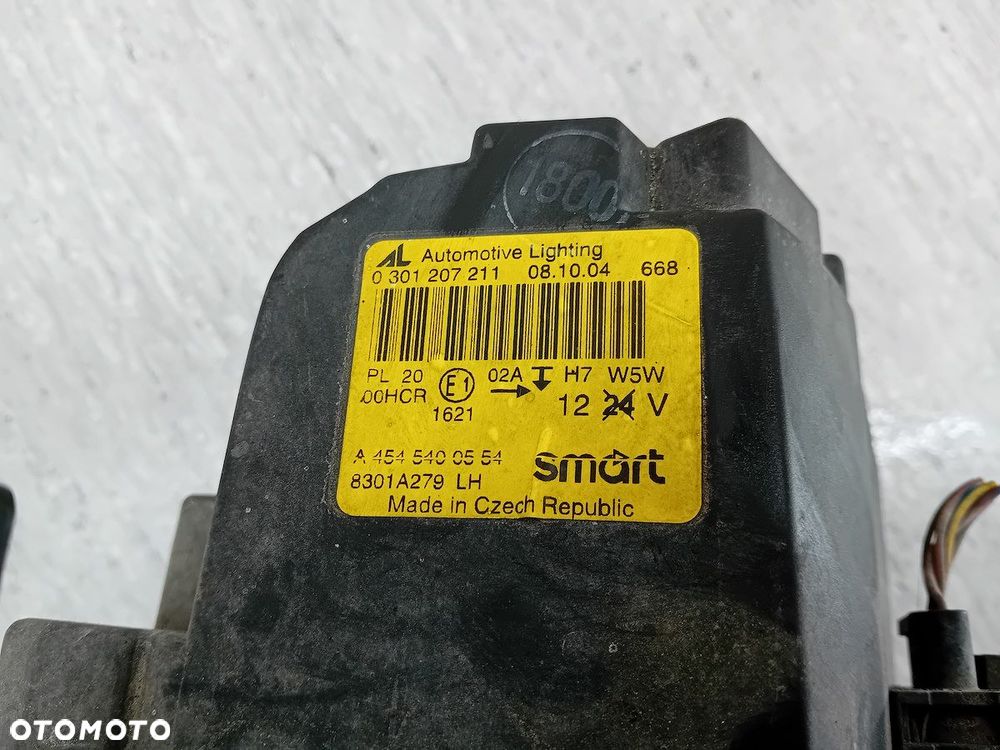 1800
AL Automotive Lighting
0 301 207 211 08.10.04 668
PL 20 E1 02A H7 W5W
00HCR 1621 12 24 V
A 454 540 05 54 smart
8301A279 LH
Made in Czech Republic
OTOMOTO